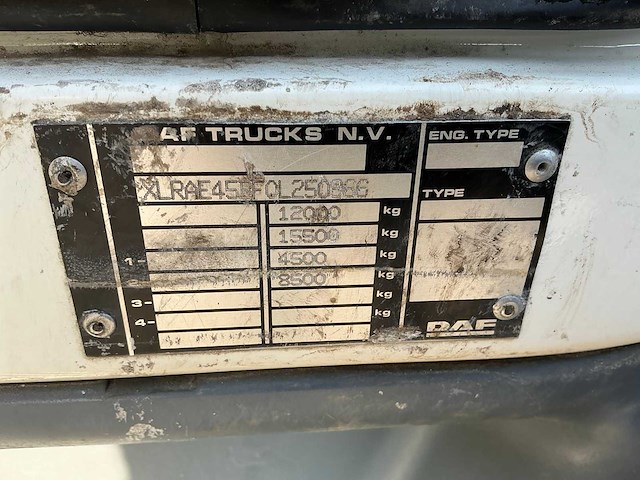 AF TRUCKS N.V.
ENG. TYPE
12000 kg
TYPE
15500 kg
1- 4500 kg
8500 kg
3- kg
4- kg
DAF